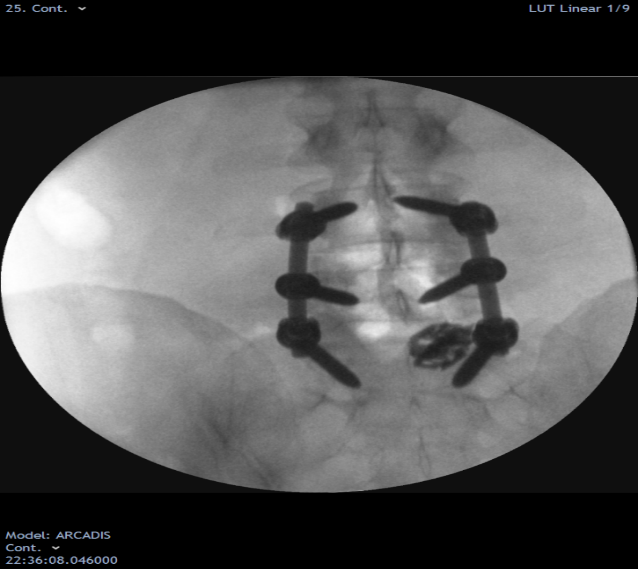 25. Cont.
LUT Linear 1/9
Model: ARCADIS
Cont.
22:36:08.046000